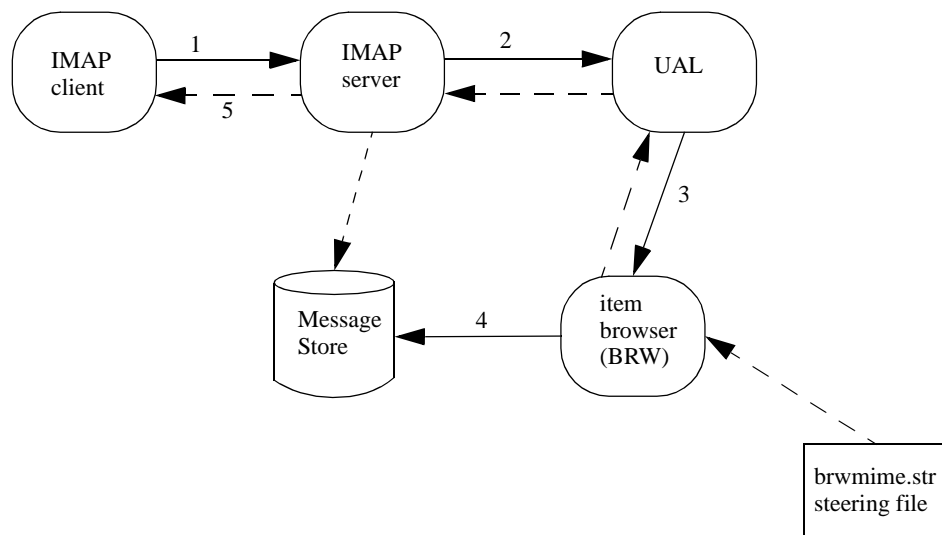 1
2
IMAP
client
IMAP
server
UAL
5
3
item
browser
(BRW)
Message
Store
4
brwmime.str
steering file